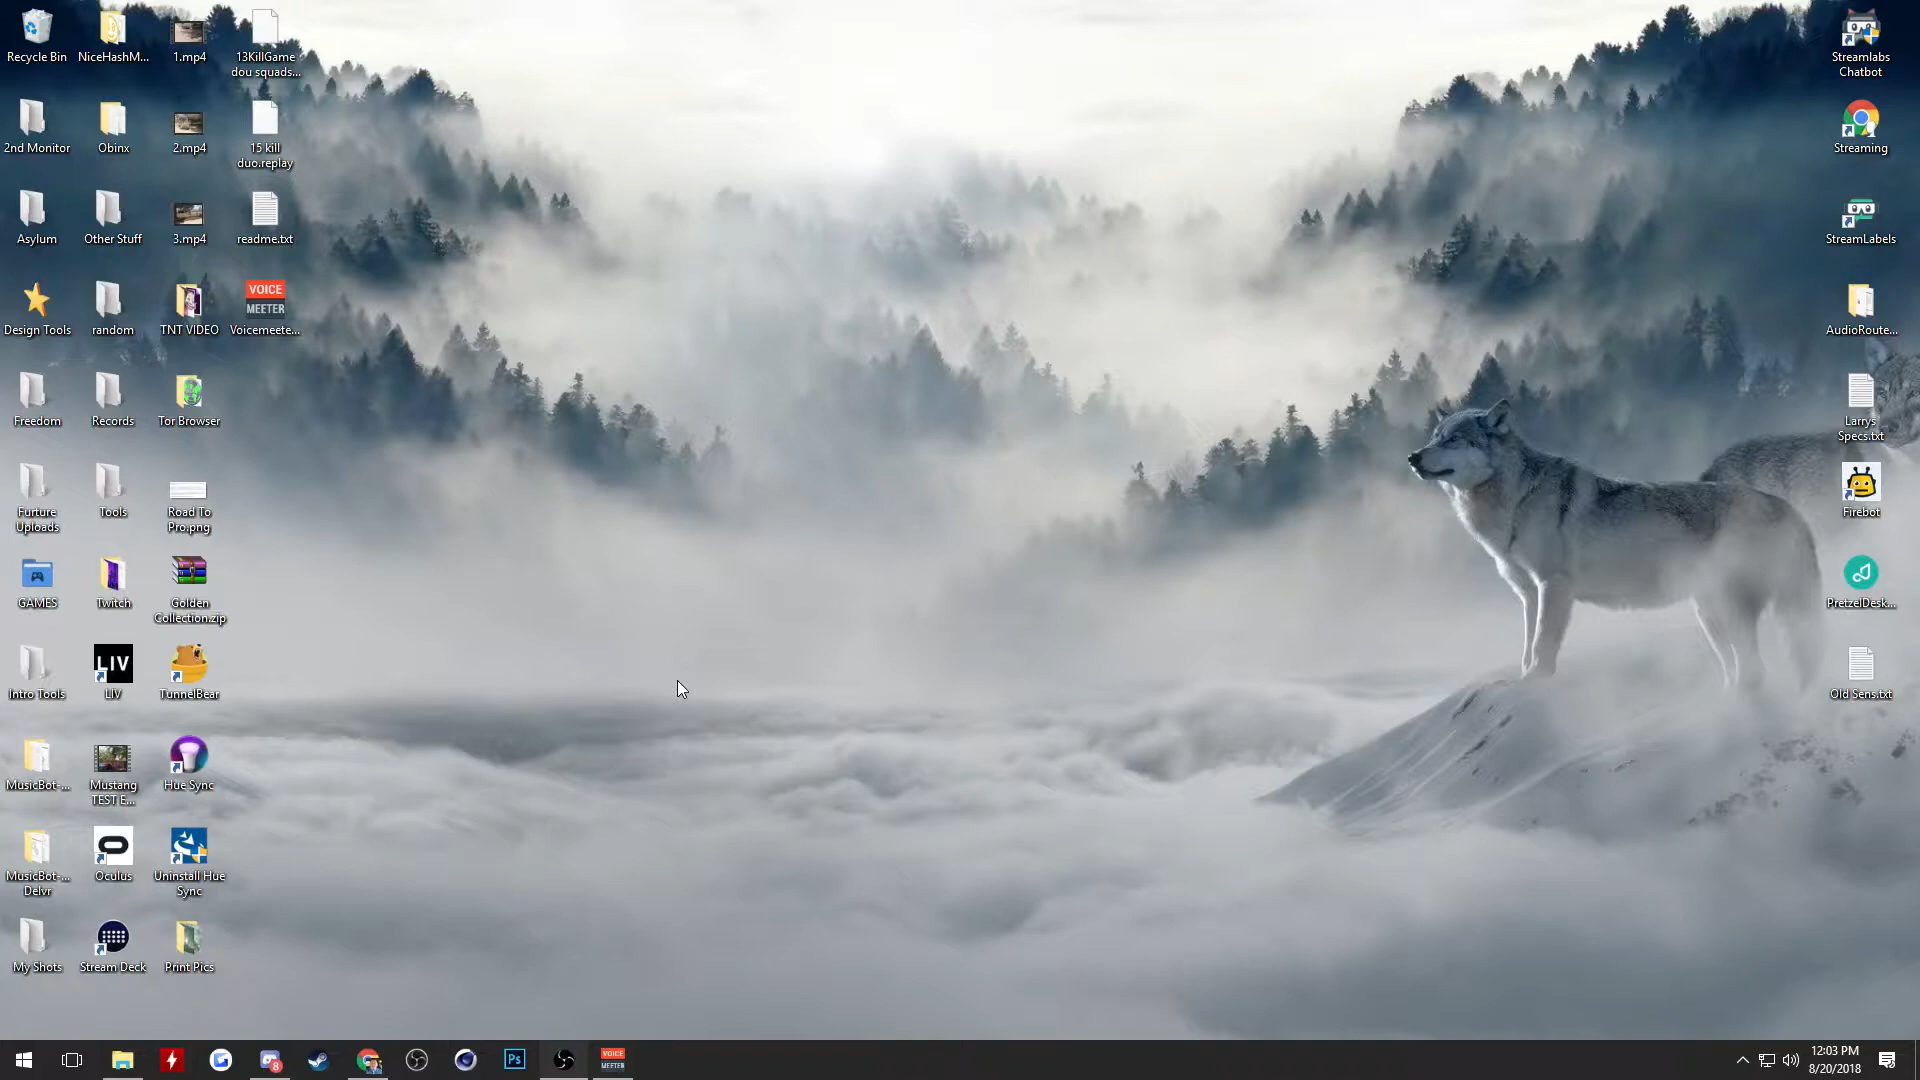 Recycle Bin
NiceHashM...
1.mp4
13KillGame
dou squads...
2nd Monitor
Obinx
2.mp4
15 kill
duo.replay
Asylum
Other Stuff
3.mp4
readme.txt
VOICE
MEETER
Design Tools
random
TNT VIDEO
Voicemeete...
Freedom
Records
Tor Browser
Furture
Uploads
Tools
Road To
Pro.png
GAMES
Twitch
Golden
Collection.zip
LIV
Intro Tools
LIV
TunnelBear
MusicBot-...
Mustang
TEST E...
Hue Sync
MusicBot-...
Delvr
Oculus
Uninstall Hue
Sync
My Shots
Stream Deck
Print Pics
Streamlabs
Chatbot
Streaming
StreamLabels
AudioRoute...
Larrys
Specs.txt
Firebot
PretzelDesk...
Old Sens.txt
8
Ps
VOICE
MEETER
12:03 PM
8/20/2018